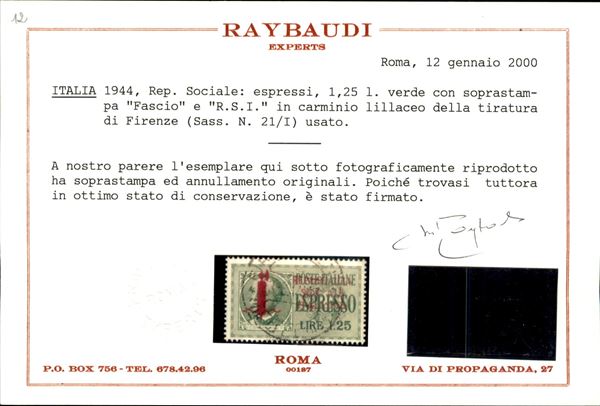 12
RAYBAUDI
EXPERTS
Roma, 12 gennaio 2000
ITALIA 1944, Rep. Sociale: espressi, 1,25 l. verde con soprastam-
pa "Fascio" e "R.S.I." in carminio lillaceo della tiratura
di Firenze (Sass. N. 21/I) usato.
A nostro parere l'esemplare qui sotto fotograficamente riprodotto
ha soprastampa ed annullamento originali. Poiché trovasi tuttora
in ottimo stato di conservazione, è stato firmato.
POSTE ITALIANE
ESPRESSO
LIRE 1,25
ROMA
00187
P.O. BOX 756 - TEL. 678.42.96
VIA DI PROPAGANDA, 27